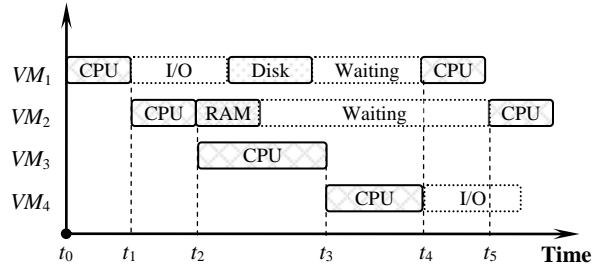 VM1 CPU I/O Disk Waiting CPU
VM2 CPU RAM Waiting CPU
VM3 CPU
VM4 CPU I/O
t0 t1 t2 t3 t4 t5 Time